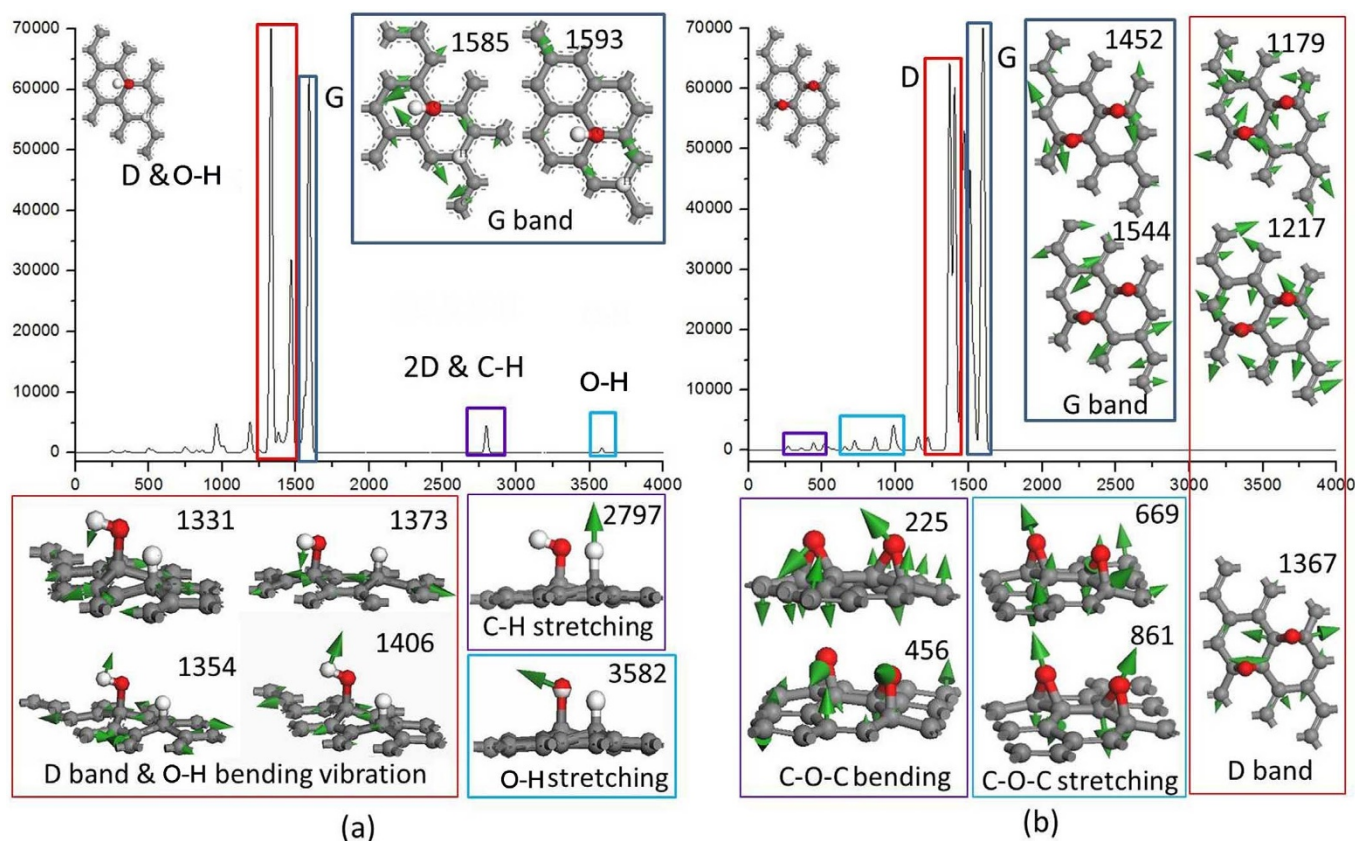 70000
60000
50000
40000
30000
20000
10000
0
0 500 1000 1500 2000 2500 3000 3500 4000
D & O-H
G
1585
1593
G band
2D & C-H
O-H
1331
1373
1354
1406
D band & O-H bending vibration
2797
C-H stretching
3582
O-H stretching
(a)
70000
60000
50000
40000
30000
20000
10000
0
0 500 1000 1500 2000 2500 3000 3500 4000
D
G
1452
1544
G band
1179
1217
1367
D band
225
456
C-O-C bending
669
861
C-O-C stretching
(b)